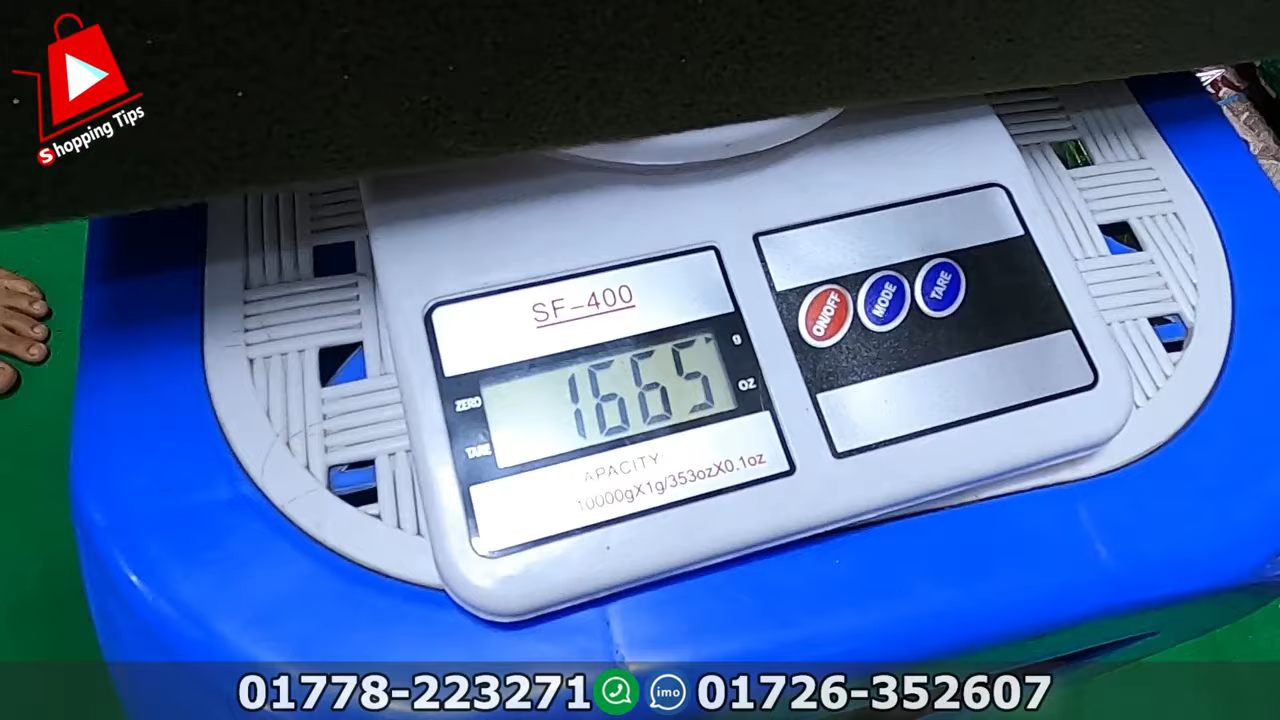 Shopping Tips
SF-400
ZERO
g
1665
OZ
TARE
APACITY
10000gX1g/353ozX0.1oz
ON/OFF
MODE
TARE
01778-223271
imo
01726-352607